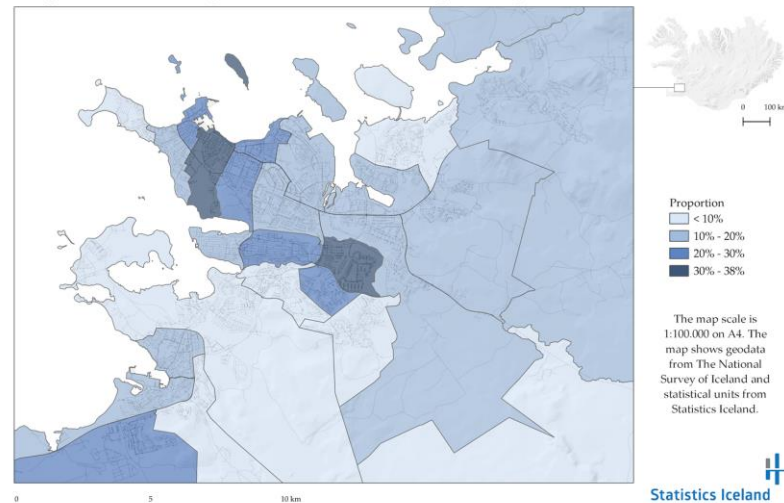 0 100 km
Proportion
< 10%
10% - 20%
20% - 30%
30% - 38%
The map scale is
1:100.000 on A4. The
map shows geodata
from The National
Survey of Iceland and
statistical units from
Statistics Iceland.
0 5 10 km
Statistics Iceland